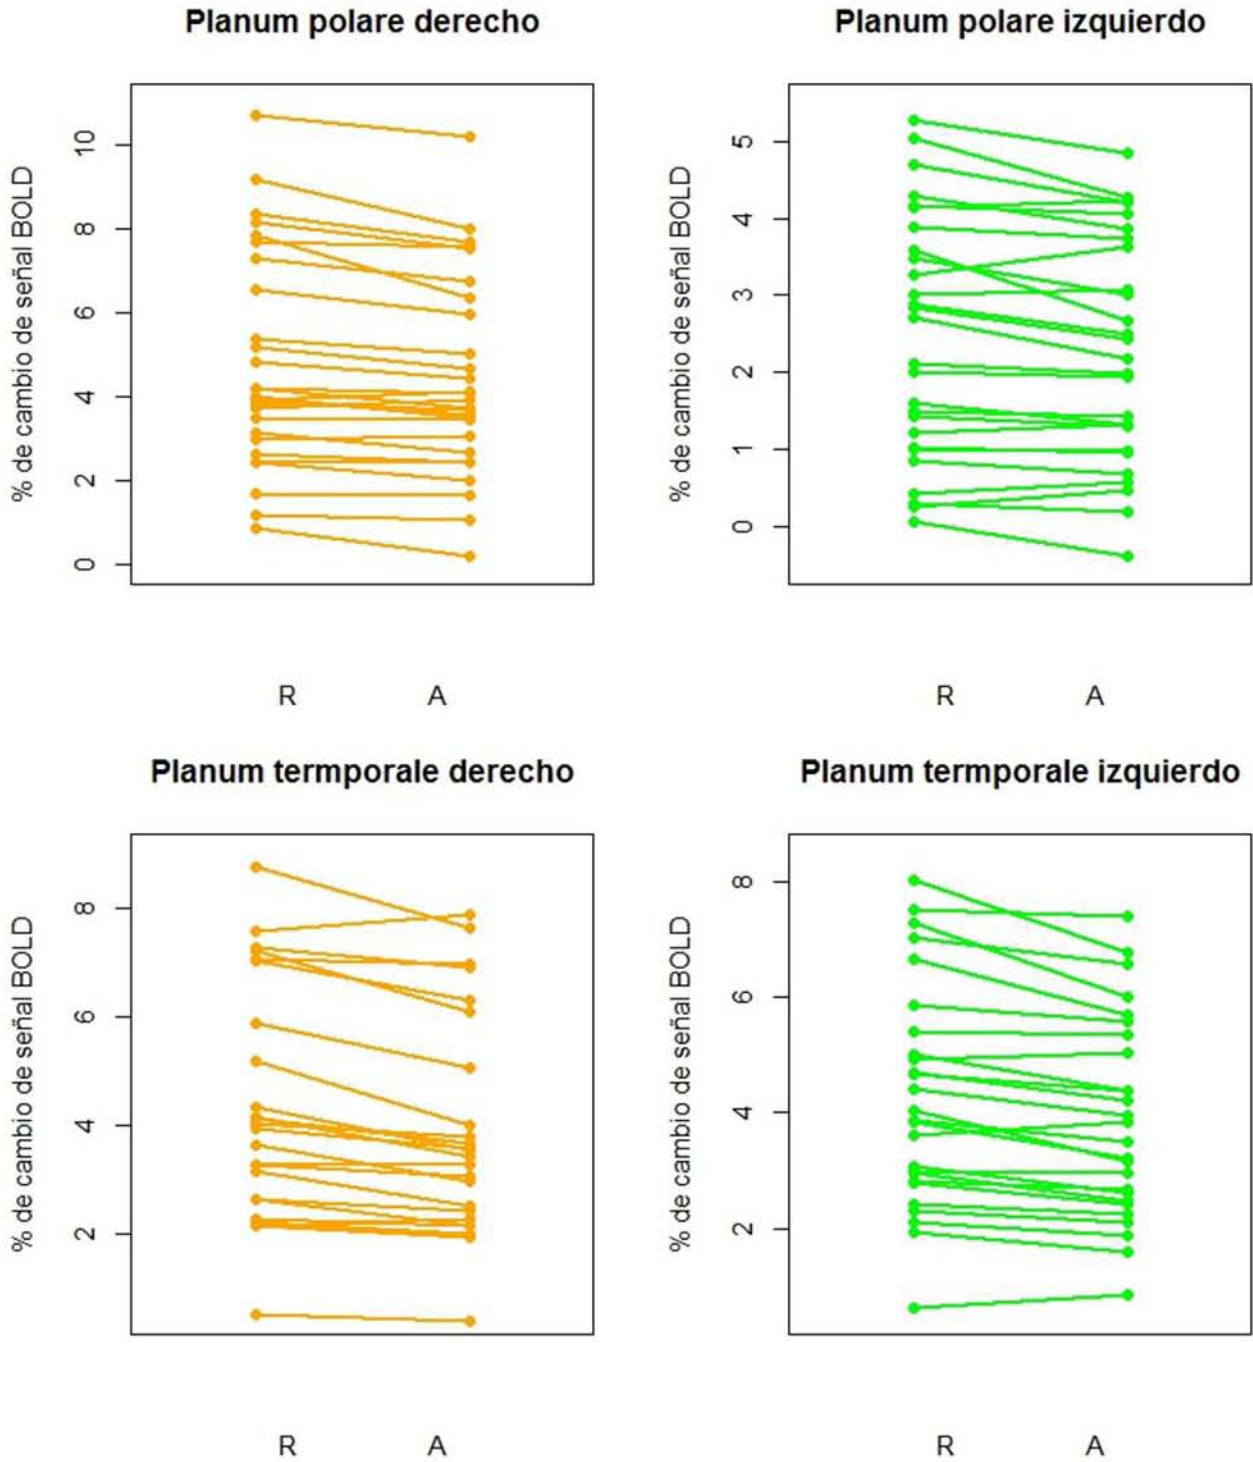 Planum polare derecho
% de cambio de señal BOLD
10
8
6
4
2
0
R A
Planum polare izquierdo
% de cambio de señal BOLD
5
4
3
2
1
0
R A
Planum termporale derecho
% de cambio de señal BOLD
8
6
4
2
R A
Planum termporale izquierdo
% de cambio de señal BOLD
8
6
4
2
R A